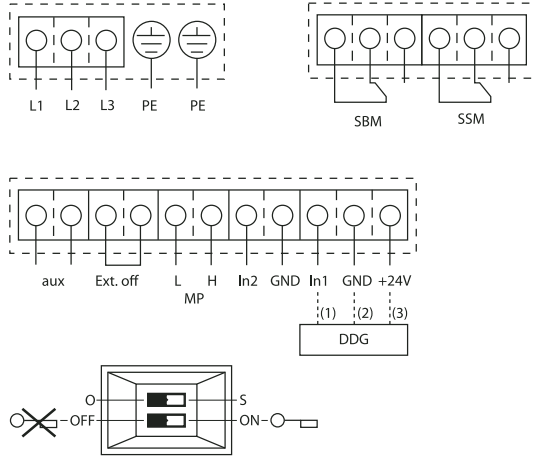 L1 L2 L3 PE PE
SBM SSM
aux Ext. off L H In2 GND In1 GND +24V
MP
(1) (2) (3)
DDG
O S
OFF ON